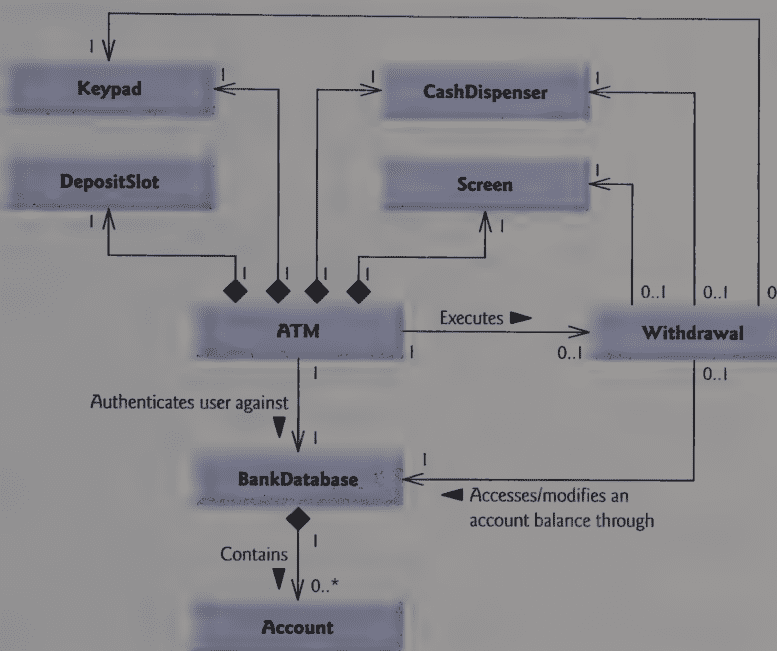 1
Keypad
1
1
CashDispenser
1
DepositSlot
Screen
1
1
1
1
1
1
1
0..1
0..1
0
ATM
Executes
Withdrawal
1
0..1
1
0..1
Authenticates user against
1
BankDatabase
1
Accesses/modifies an
account balance through
1
Contains
0..*
Account